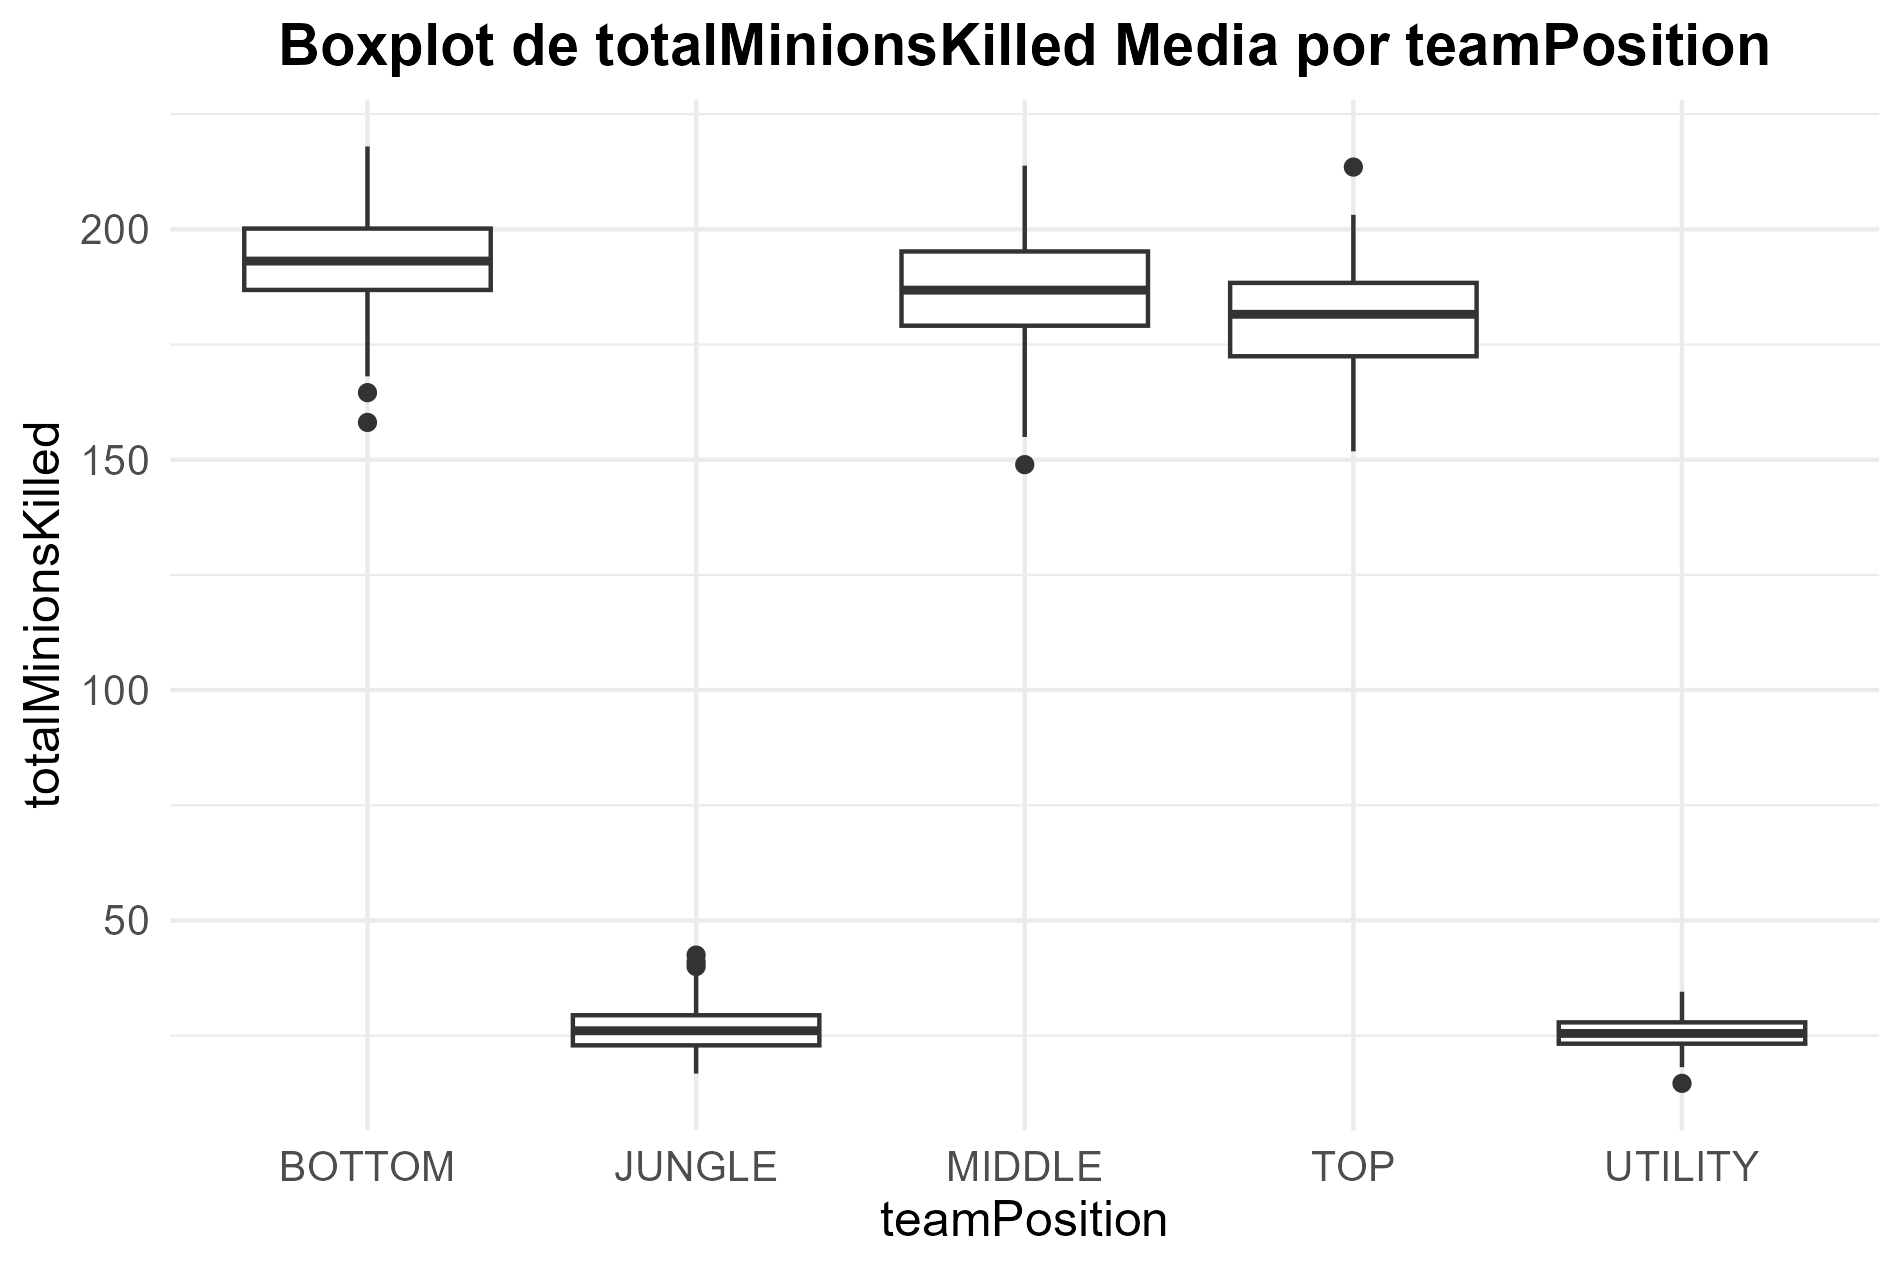 Boxplot de totalMinionsKilled Media por teamPosition
totalMinionsKilled
200
150
100
50
BOTTOM JUNGLE MIDDLE TOP UTILITY
teamPosition